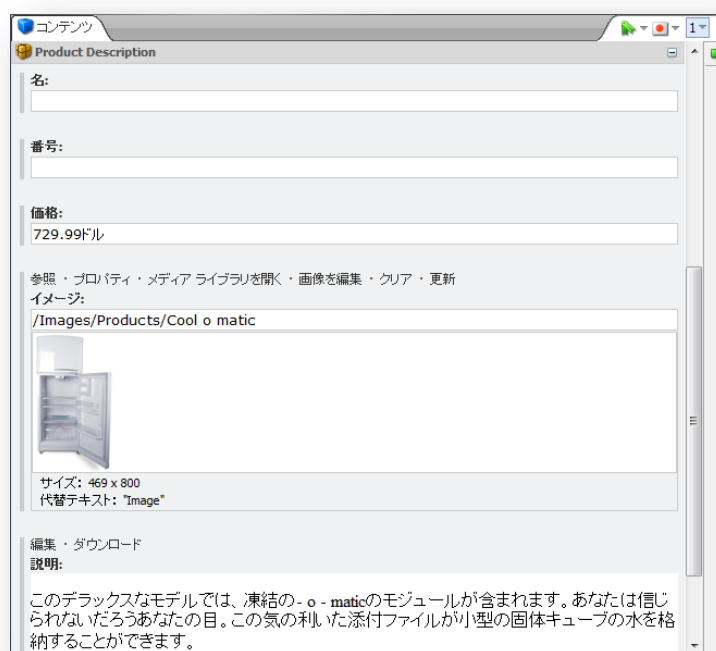 コンテンツ
1
Product Description
名:
番号:
価格:
729.99ドル
参照 ・ プロパティ ・ メディア ライブラリを開く ・ 画像を編集 ・ クリア ・ 更新
イメージ:
/Images/Products/Cool o matic
サイズ: 469 x 800
代替テキスト: "Image"
編集 ・ ダウンロード
説明:
このデラックスなモデルでは、凍結の - o - maticのモジュールが含まれます。あなたは信じ
られないだろうあなたの目。この気の利いた添付ファイルが小型の固体キューブの水を格
納することができます。